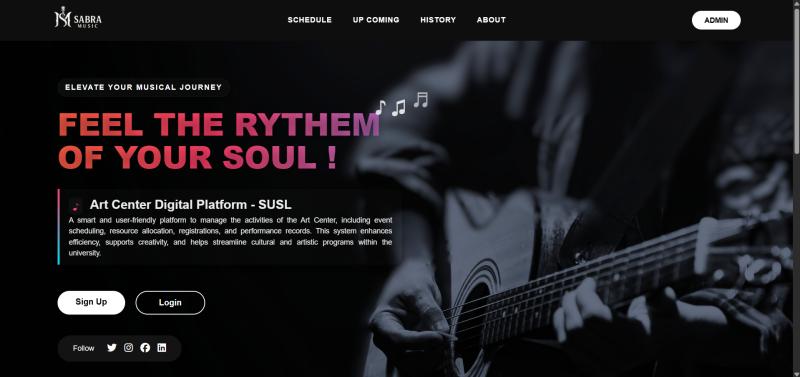 SABRA
MUSIC
SCHEDULE
UP COMING
HISTORY
ABOUT
ADMIN
ELEVATE YOUR MUSICAL JOURNEY
FEEL THE RYTHEM
OF YOUR SOUL !
Art Center Digital Platform - SUSL
A smart and user-friendly platform to manage the activities of the Art Center, including event
scheduling, resource allocation, registrations, and performance records. This system enhances
efficiency, supports creativity, and helps streamline cultural and artistic programs within the
university.
Sign Up
Login
Follow